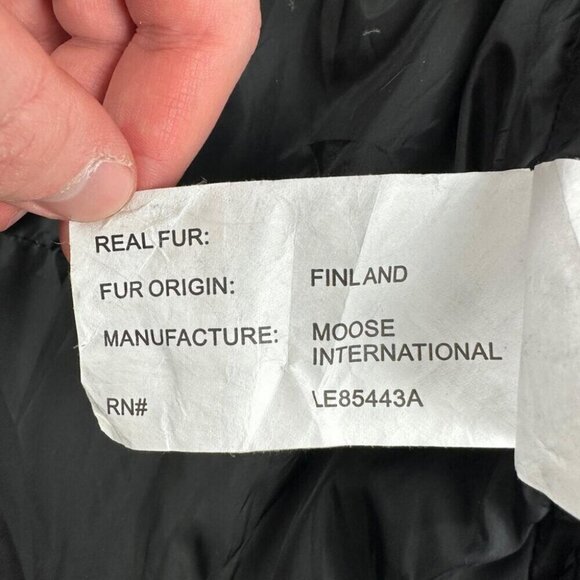 REAL FUR:
FUR ORIGIN: FINLAND
MANUFACTURE: MOOSE
INTERNATIONAL
RN# LE85443A